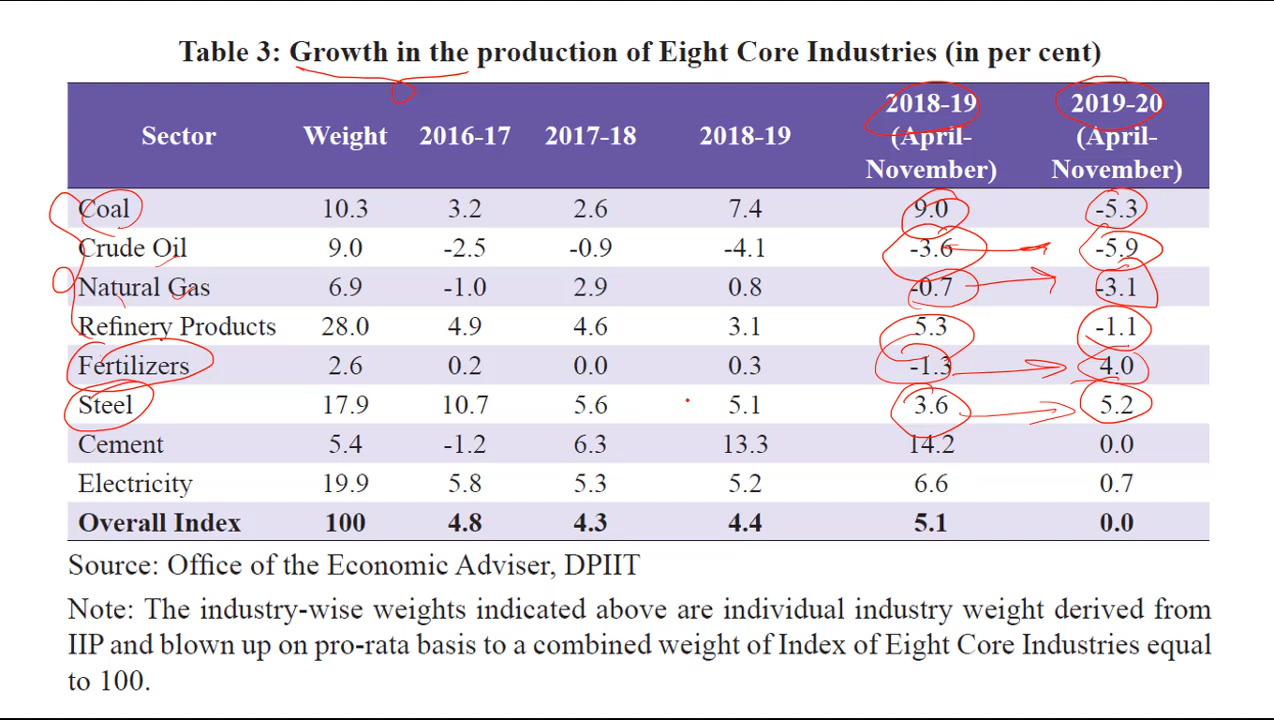 Table 3: Growth in the production of Eight Core Industries (in per cent)
Sector Weight 2016-17 2017-18 2018-19 2018-19 (April-November) 2019-20 (April-November)
Coal 10.3 3.2 2.6 7.4 9.0 -5.3
Crude Oil 9.0 -2.5 -0.9 -4.1 -3.6 -5.9
Natural Gas 6.9 -1.0 2.9 0.8 -0.7 -3.1
Refinery Products 28.0 4.9 4.6 3.1 5.3 -1.1
Fertilizers 2.6 0.2 0.0 0.3 -1.3 4.0
Steel 17.9 10.7 5.6 5.1 3.6 5.2
Cement 5.4 -1.2 6.3 13.3 14.2 0.0
Electricity 19.9 5.8 5.3 5.2 6.6 0.7
Overall Index 100 4.8 4.3 4.4 5.1 0.0
Source: Office of the Economic Adviser, DPIIT
Note: The industry-wise weights indicated above are individual industry weight derived from
IIP and blown up on pro-rata basis to a combined weight of Index of Eight Core Industries equal
to 100.